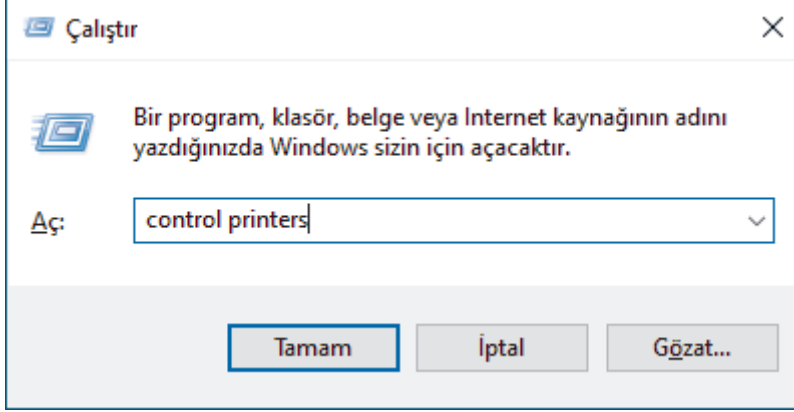 Çalıştır
Bir program, klasör, belge veya Internet kaynağının adını
yazdığınızda Windows sizin için açacaktır.
Aç:
control printers
Tamam
İptal
Gözat...